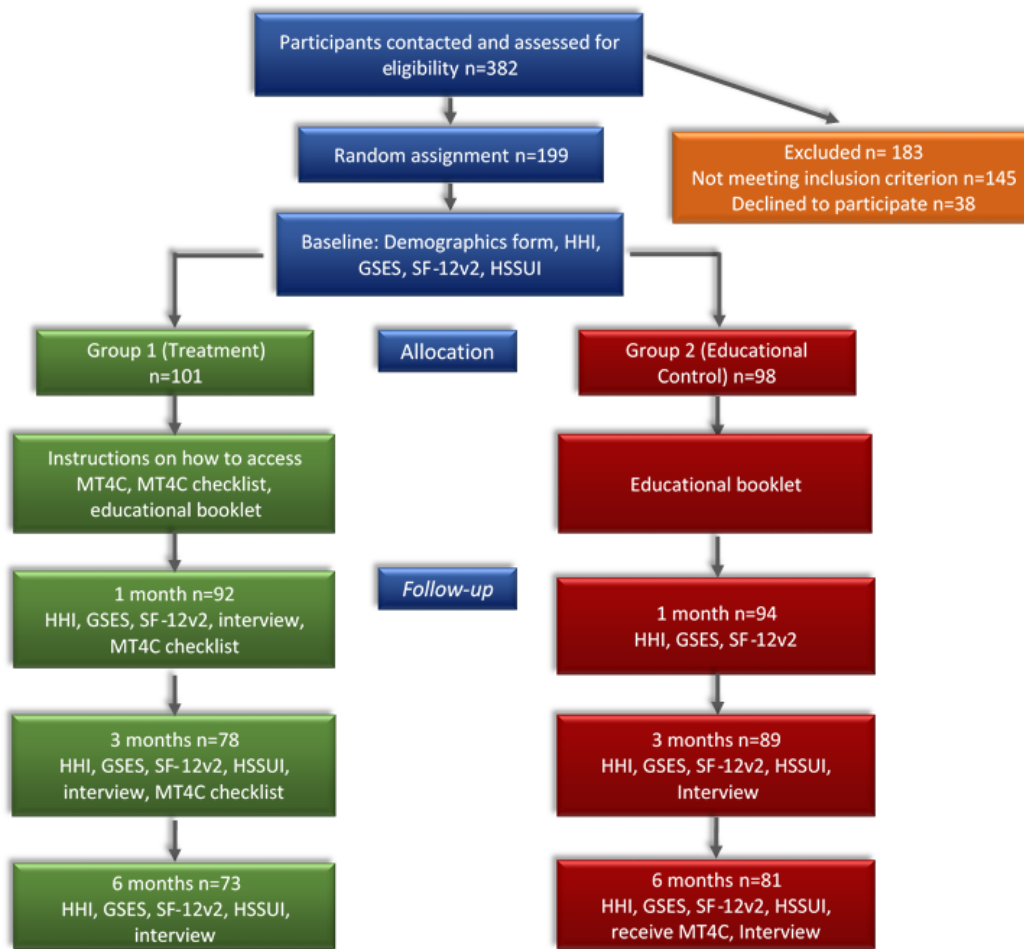 Participants contacted and assessed for
eligibility n=382
Random assignment n=199
Excluded n= 183
Not meeting inclusion criterion n=145
Declined to participate n=38
Baseline: Demographics form, HHI,
GSES, SF-12v2, HSSUI
Group 1 (Treatment)
n=101
Allocation
Group 2 (Educational
Control) n=98
Instructions on how to access
MT4C, MT4C checklist,
educational booklet
Educational booklet
1 month n=92
HHI, GSES, SF-12v2, interview,
MT4C checklist
Follow-up
1 month n=94
HHI, GSES, SF-12v2
3 months n=78
HHI, GSES, SF-12v2, HSSUI,
interview, MT4C checklist
3 months n=89
HHI, GSES, SF-12v2, HSSUI,
Interview
6 months n=73
HHI, GSES, SF-12v2, HSSUI,
interview
6 months n=81
HHI, GSES, SF-12v2, HSSUI,
receive MT4C, Interview